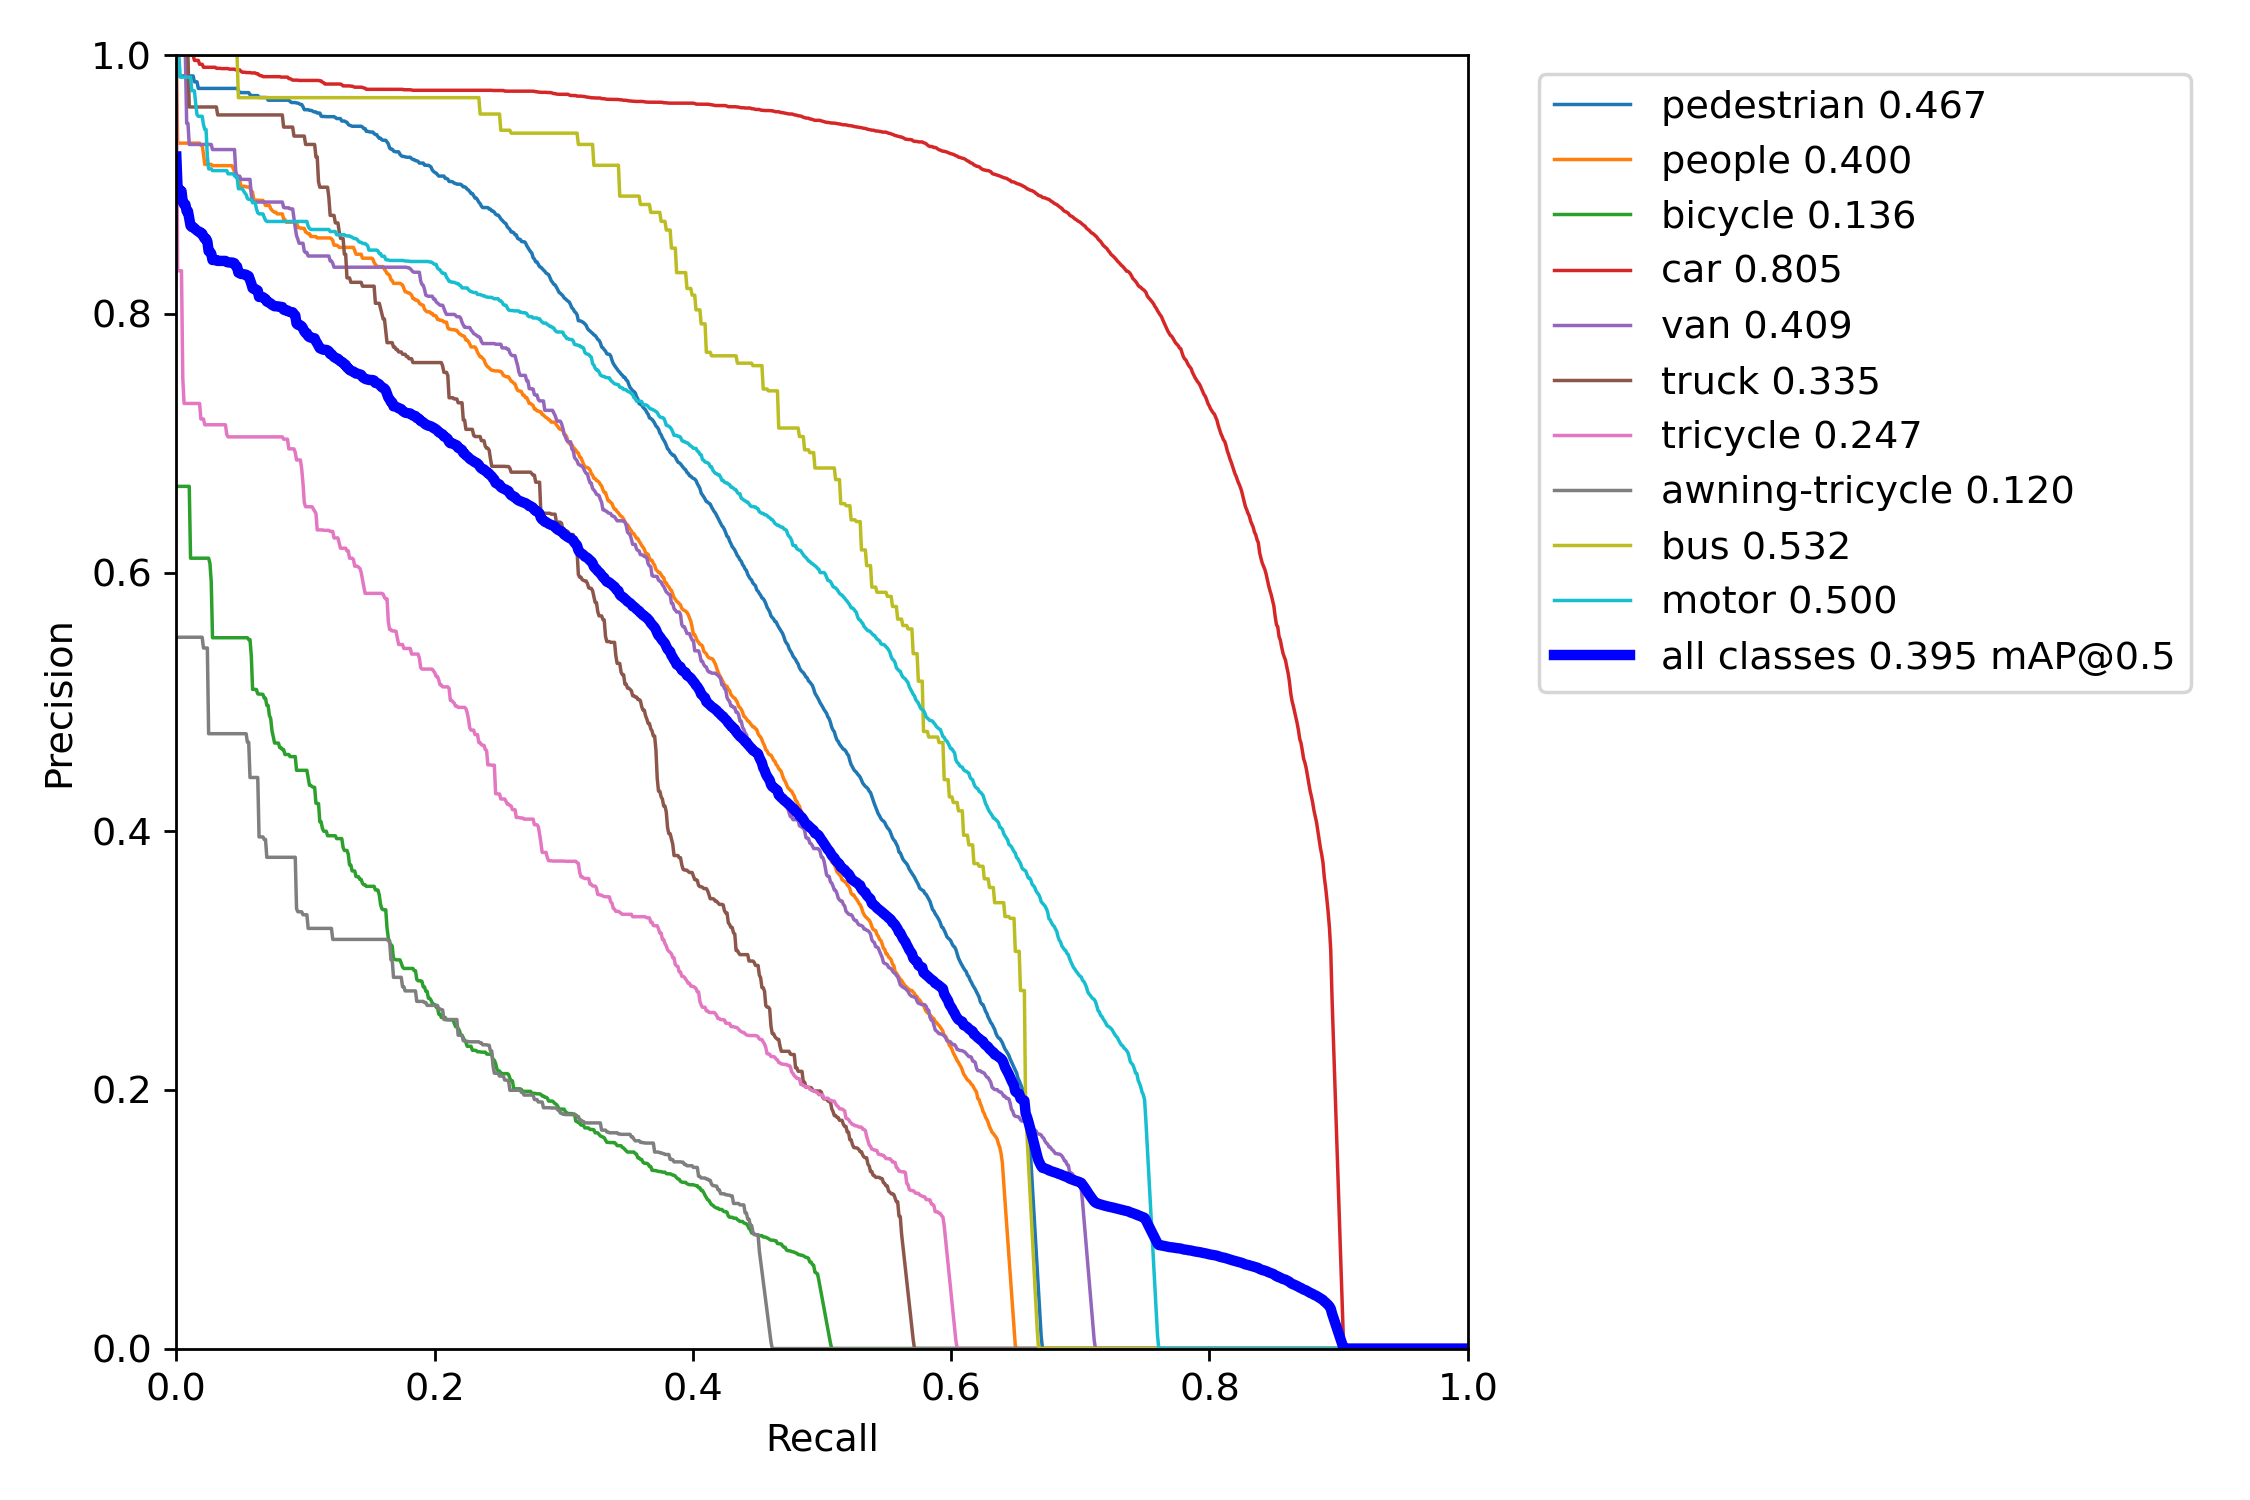 1.0
0.8
0.6
0.4
0.2
0.0
Precision
0.0 0.2 0.4 0.6 0.8 1.0
Recall
pedestrian 0.467
people 0.400
bicycle 0.136
car 0.805
van 0.409
truck 0.335
tricycle 0.247
awning-tricycle 0.120
bus 0.532
motor 0.500
all classes 0.395 mAP@0.5